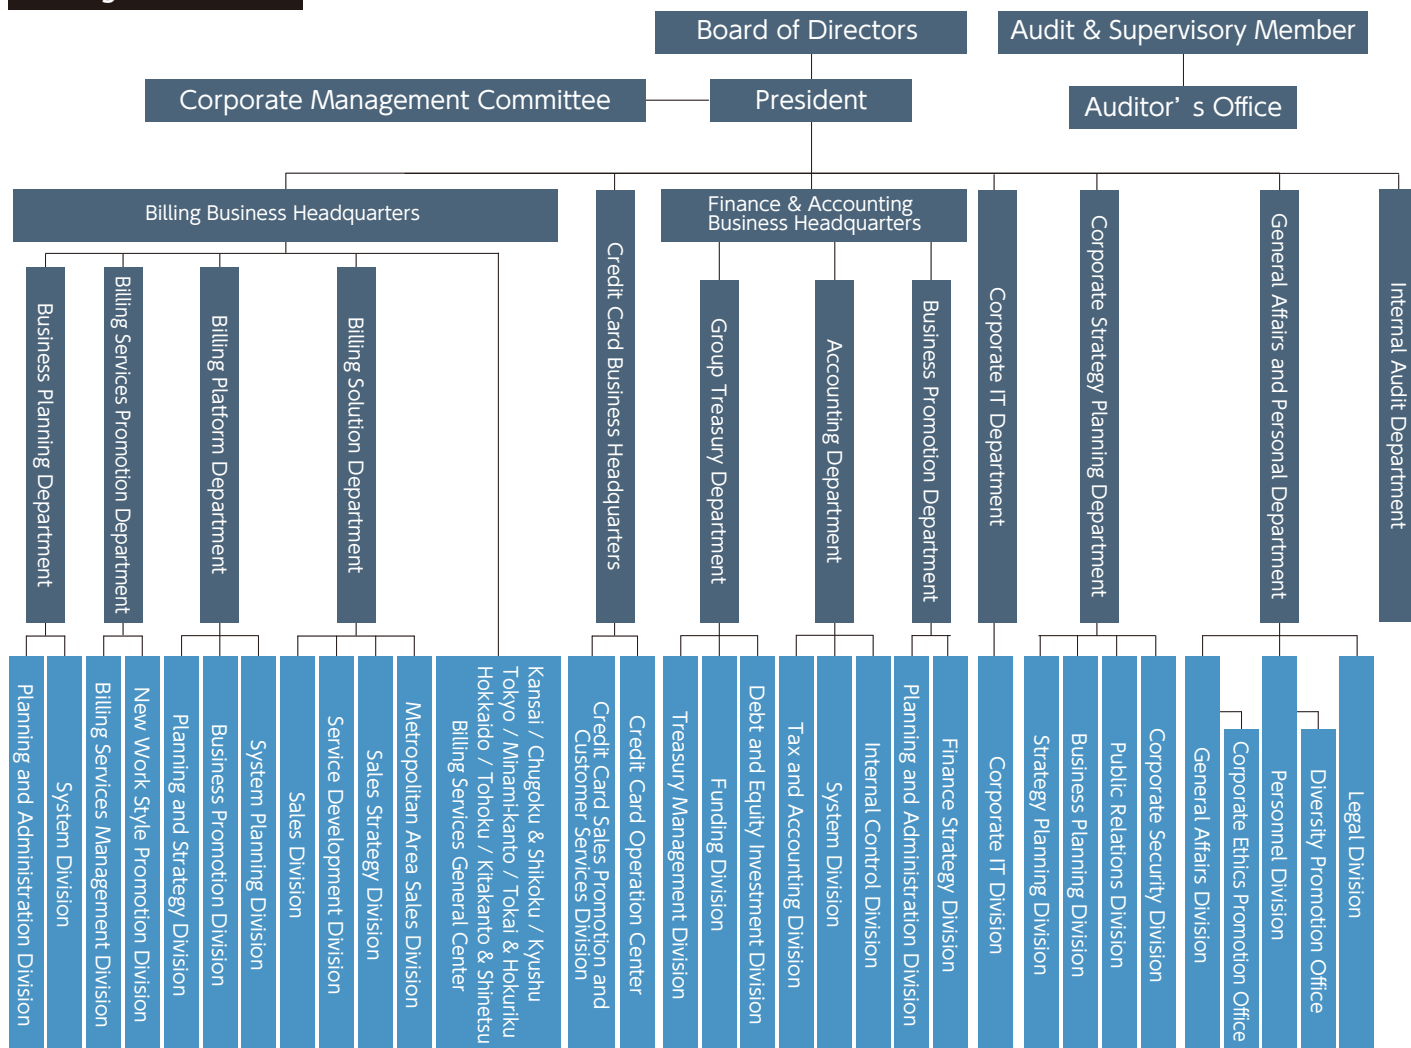 Board of Directors
Audit & Supervisory Member
Corporate Management Committee
President
Auditor’s Office
Billing Business Headquarters
Credit Card Business Headquarters
Finance & Accounting
Business Headquarters
Corporate IT Department
Corporate Strategy Planning Department
General Affairs and Personal Department
Internal Audit Department
Business Planning Department
Billing Services Promotion Department
Billing Platform Department
Billing Solution Department
Group Treasury Department
Accounting Department
Business Promotion Department
Planning and Administration Division
System Division
Billing Services Management Division
New Work Style Promotion Division
Planning and Strategy Division
Business Promotion Division
System Planning Division
Sales Division
Service Development Division
Sales Strategy Division
Metropolitan Area Sales Division
Kansai / Chugoku & Shikoku / Kyushu
Tokyo / Minami-kanto / Tokai & Hokuriku
Hokkaido / Tohoku / Kitakanto & Shinetsu
Billing Services General Center
Credit Card Sales Promotion and
Customer Services Division
Credit Card Operation Center
Treasury Management Division
Funding Division
Debt and Equity Investment Division
Tax and Accounting Division
System Division
Internal Control Division
Planning and Administration Division
Finance Strategy Division
Corporate IT Division
Strategy Planning Division
Business Planning Division
Public Relations Division
Corporate Security Division
General Affairs Division
Corporate Ethics Promotion Office
Personnel Division
Diversity Promotion Office
Legal Division